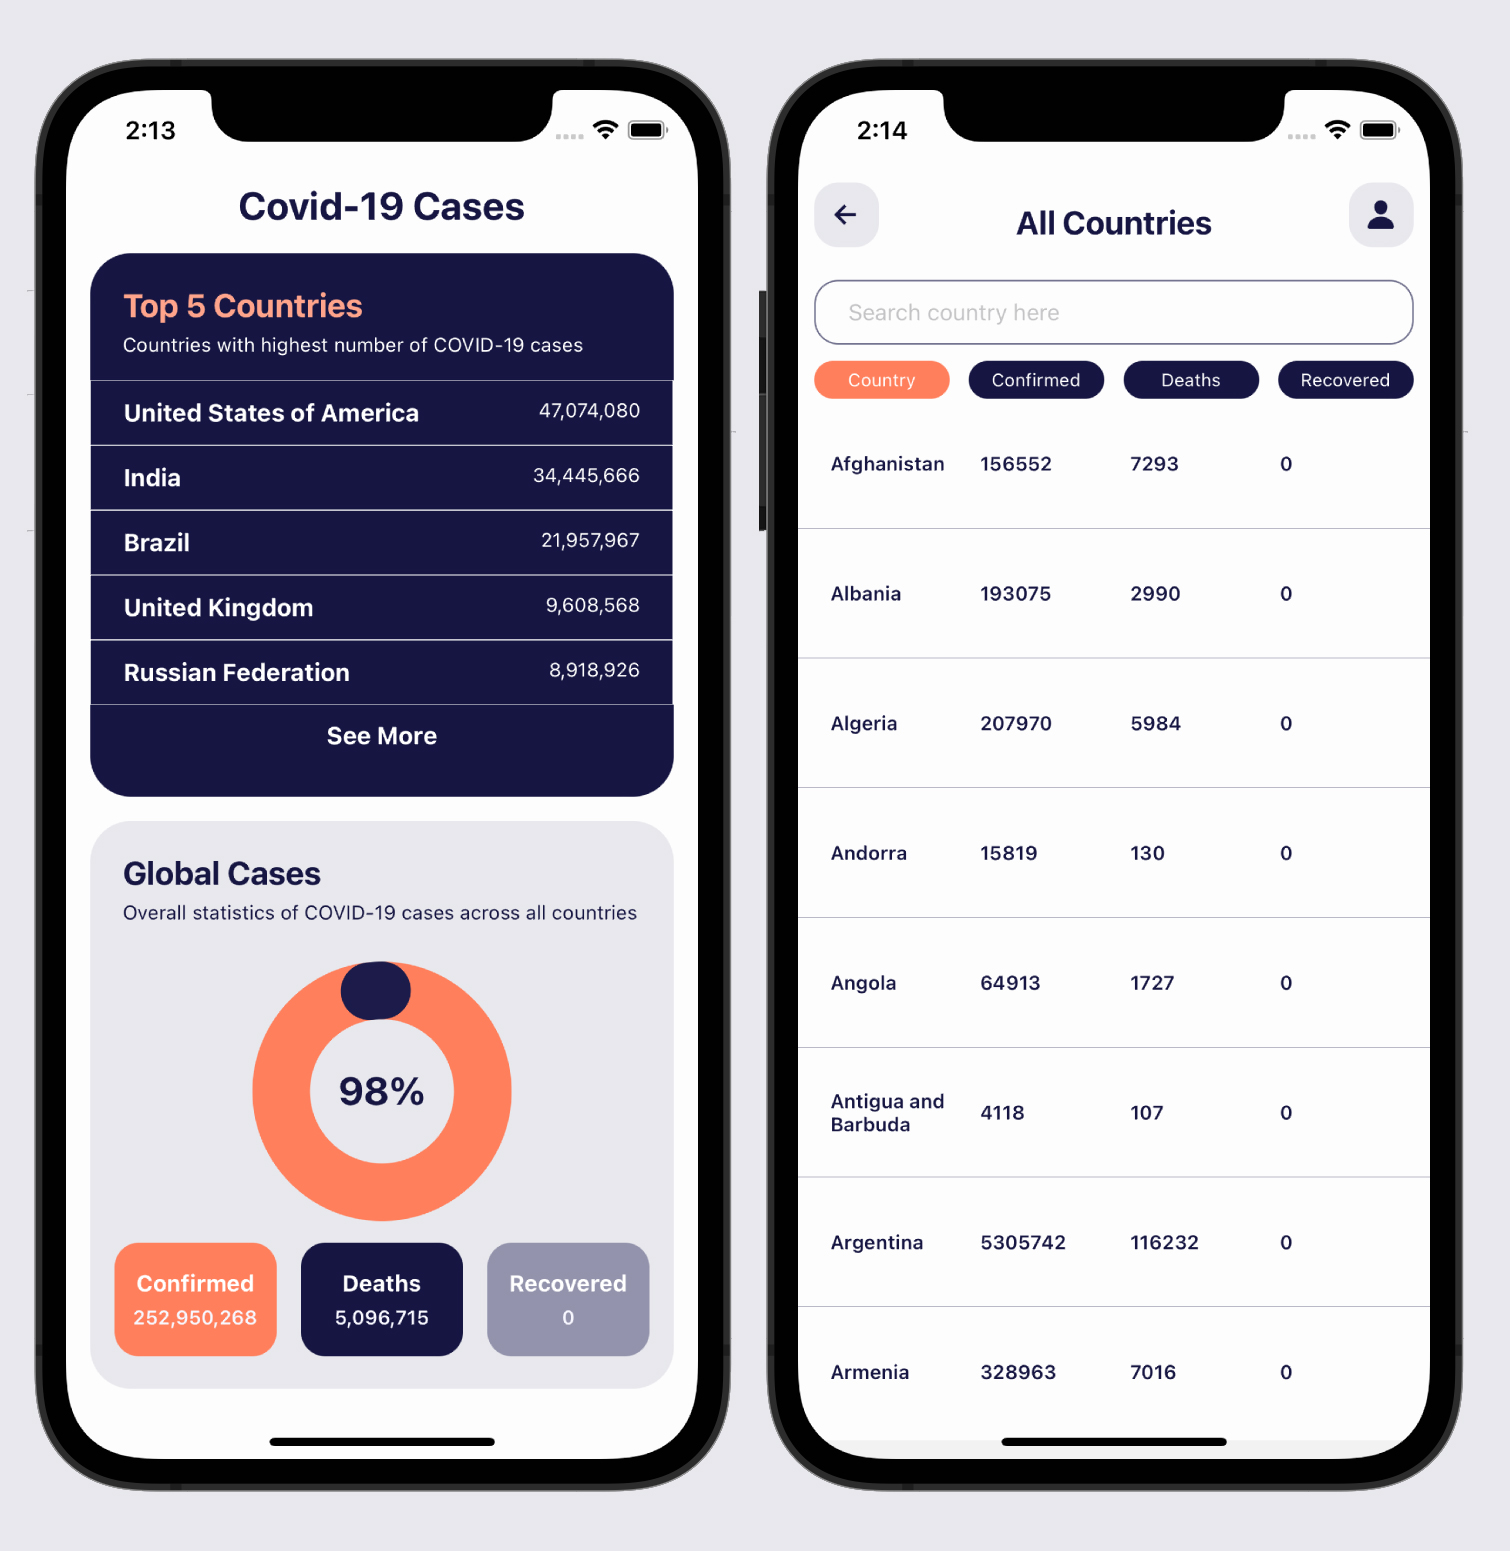 2:13
Covid-19 Cases
Top 5 Countries
Countries with highest number of COVID-19 cases
United States of America 47,074,080
India 34,445,666
Brazil 21,957,967
United Kingdom 9,608,568
Russian Federation 8,918,926
See More
Global Cases
Overall statistics of COVID-19 cases across all countries
98%
Confirmed Deaths Recovered
252,950,268 5,096,715 0
2:14
All Countries
Search country here
Country Confirmed Deaths Recovered
Afghanistan 156552 7293 0
Albania 193075 2990 0
Algeria 207970 5984 0
Andorra 15819 130 0
Angola 64913 1727 0
Antigua and
Barbuda 4118 107 0
Argentina 5305742 116232 0
Armenia 328963 7016 0